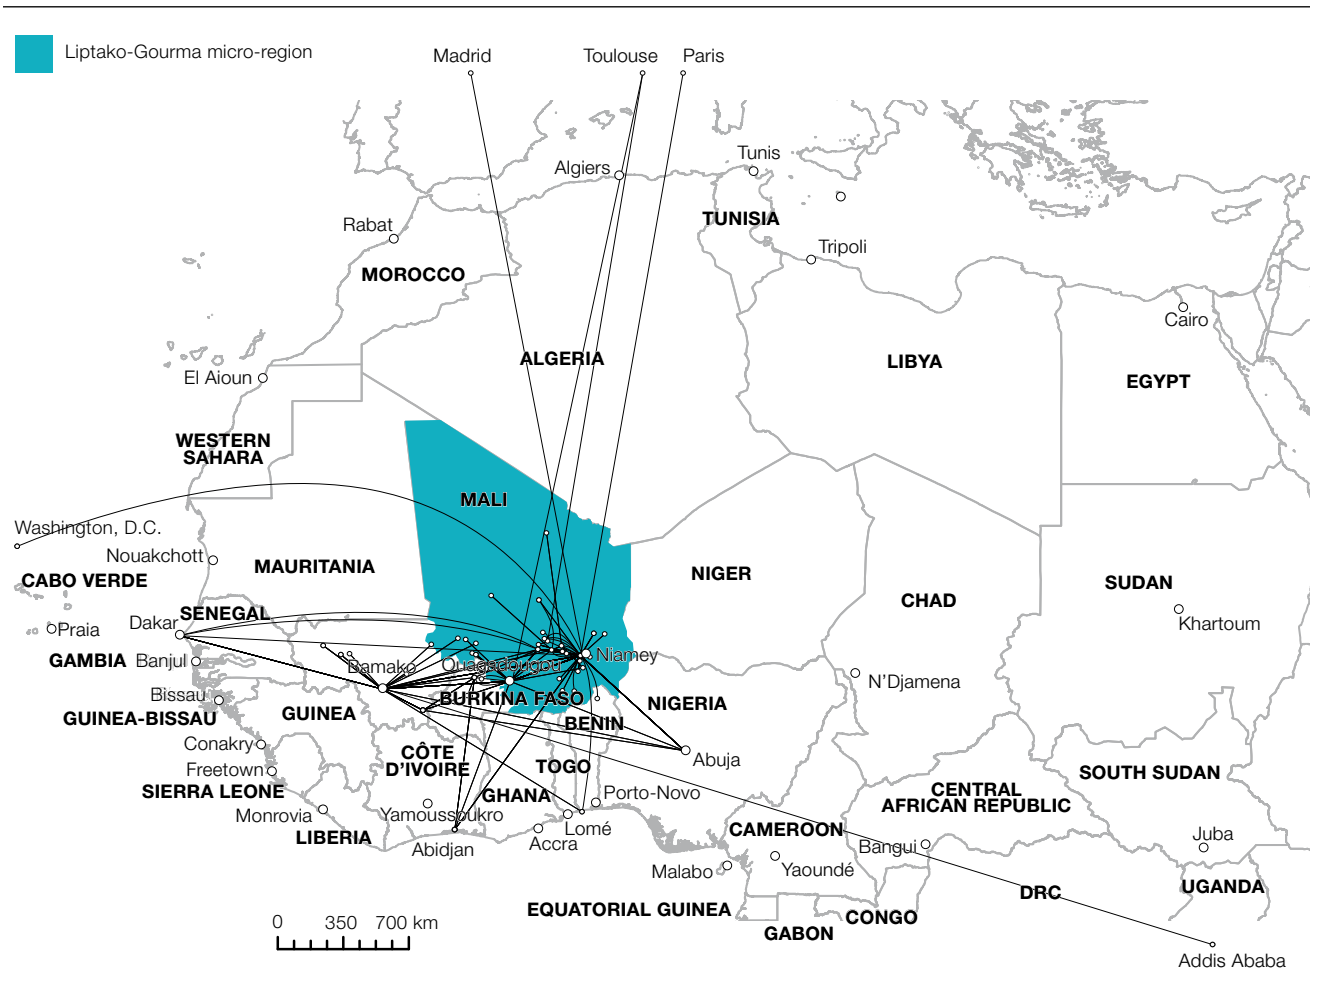 Liptako-Gourma micro-region
Madrid
Toulouse
Paris
Algiers
Tunis
TUNISIA
Rabat
Tripoli
MOROCCO
Cairo
ALGERIA
LIBYA
El Aioun
EGYPT
WESTERN
SAHARA
MALI
Washington, D.C.
Nouakchott
MAURITANIA
NIGER
CABO VERDE
SUDAN
CHAD
SENEGAL
Dakar
Praia
Khartoum
GAMBIA
Banjul
Bamako
Ouagadougou
Niamey
N'Djamena
Bissau
BURKINA FASO
NIGERIA
GUINEA-BISSAU
GUINEA
BENIN
Conakry
CÔTE
D'IVOIRE
Abuja
Freetown
TOGO
SOUTH SUDAN
SIERRA LEONE
GHANA
Porto-Novo
CENTRAL
AFRICAN REPUBLIC
Monrovia
Yamoussoukro
LIBERIA
Lomé
CAMEROON
Juba
Abidjan
Accra
Bangui
Malabo
Yaoundé
DRC
UGANDA
EQUATORIAL GUINEA
CONGO
0 350 700 km
GABON
Addis Ababa